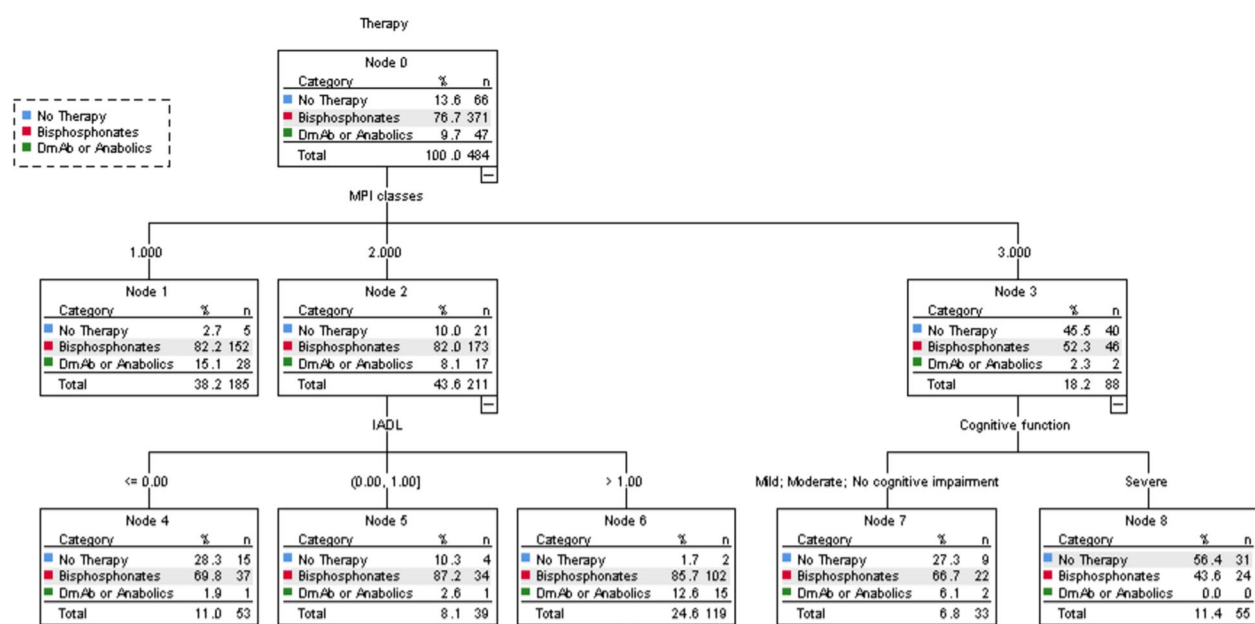 Therapy
No Therapy
Bisphosphonates
DmAb or Anabolics
Node 0
Category % n
No Therapy 13.6 66
Bisphosphonates 76.7 371
DmAb or Anabolics 9.7 47
Total 100.0 484
MPI classes
1.000 2.000 3.000
Node 1
Category % n
No Therapy 2.7 5
Bisphosphonates 82.2 152
DmAb or Anabolics 15.1 28
Total 38.2 185
Node 2
Category % n
No Therapy 10.0 21
Bisphosphonates 82.0 173
DmAb or Anabolics 8.1 17
Total 43.6 211
Node 3
Category % n
No Therapy 45.5 40
Bisphosphonates 52.3 46
DmAb or Anabolics 2.3 2
Total 18.2 88
IADL
Cognitive function
<= 0.00 (0.00, 1.00] > 1.00 Mild; Moderate; No cognitive impairment Severe
Node 4
Category % n
No Therapy 28.3 15
Bisphosphonates 69.8 37
DmAb or Anabolics 1.9 1
Total 11.0 53
Node 5
Category % n
No Therapy 10.3 4
Bisphosphonates 87.2 34
DmAb or Anabolics 2.6 1
Total 8.1 39
Node 6
Category % n
No Therapy 1.7 2
Bisphosphonates 85.7 102
DmAb or Anabolics 12.6 15
Total 24.6 119
Node 7
Category % n
No Therapy 27.3 9
Bisphosphonates 66.7 22
DmAb or Anabolics 6.1 2
Total 6.8 33
Node 8
Category % n
No Therapy 56.4 31
Bisphosphonates 43.6 24
DmAb or Anabolics 0.0 0
Total 11.4 55